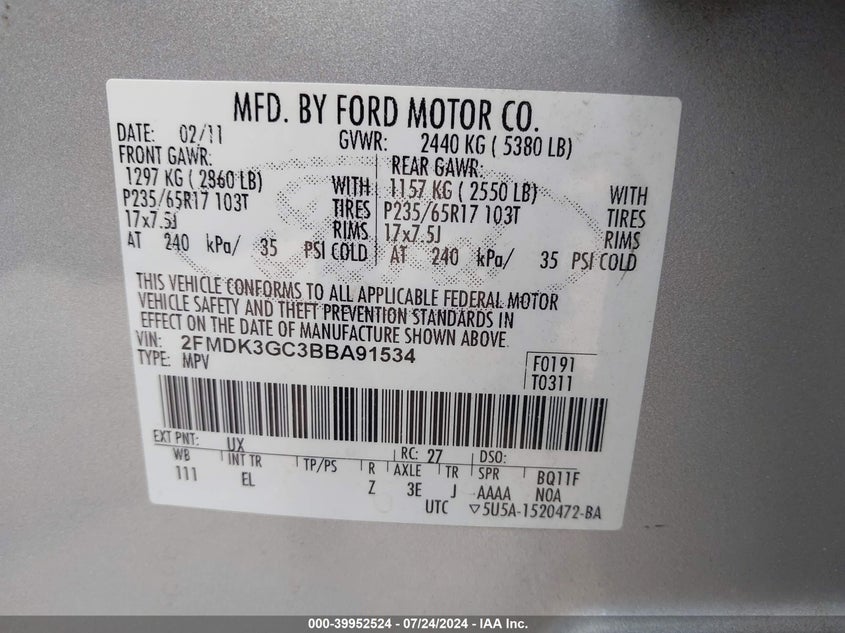 MFD. BY FORD MOTOR CO.
DATE: 02/11 GVWR: 2440 KG ( 5380 LB)
FRONT GAWR: REAR GAWR:
1297 KG ( 2860 LB) WITH 1157 KG ( 2550 LB) WITH
P235/65R17 103T TIRES P235/65R17 103T TIRES
17x7.5J RIMS 17x7.5J RIMS
AT 240 kPa/ 35 PSI COLD AT 240 kPa/ 35 PSI COLD
THIS VEHICLE CONFORMS TO ALL APPLICABLE FEDERAL MOTOR
VEHICLE SAFETY AND THEFT PREVENTION STANDARDS IN
EFFECT ON THE DATE OF MANUFACTURE SHOWN ABOVE.
VIN: 2FMDK3GC3BBA91534
TYPE: MPV
F0191
T0311
EXT PNT: UX RC: 27 DSO:
WB INT TR TP/PS R AXLE TR SPR BQ11F
111 EL Z 3E J AAAA NOA
UTC ▽5U5A-1520472-BA
000-39952524 | 07/24/2024 | IAA Inc.